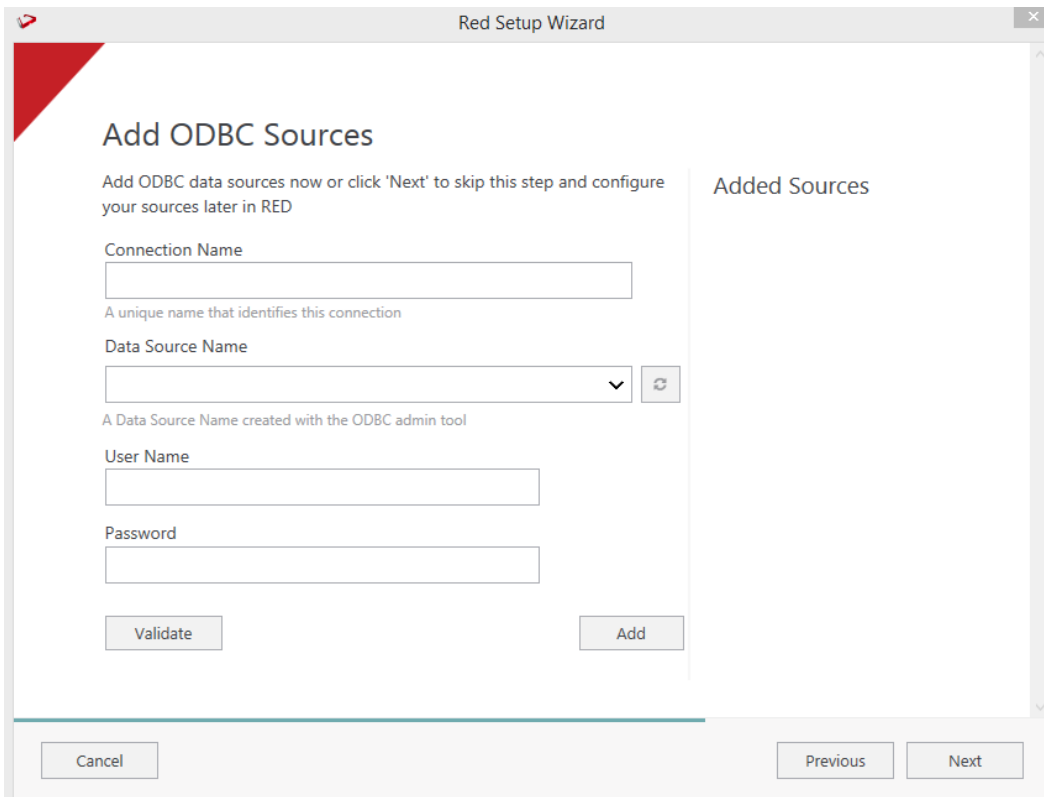 Red Setup Wizard
Add ODBC Sources
Add ODBC data sources now or click 'Next' to skip this step and configure
your sources later in RED
Added Sources
Connection Name
A unique name that identifies this connection
Data Source Name
A Data Source Name created with the ODBC admin tool
User Name
Password
Validate
Add
Cancel
Previous
Next